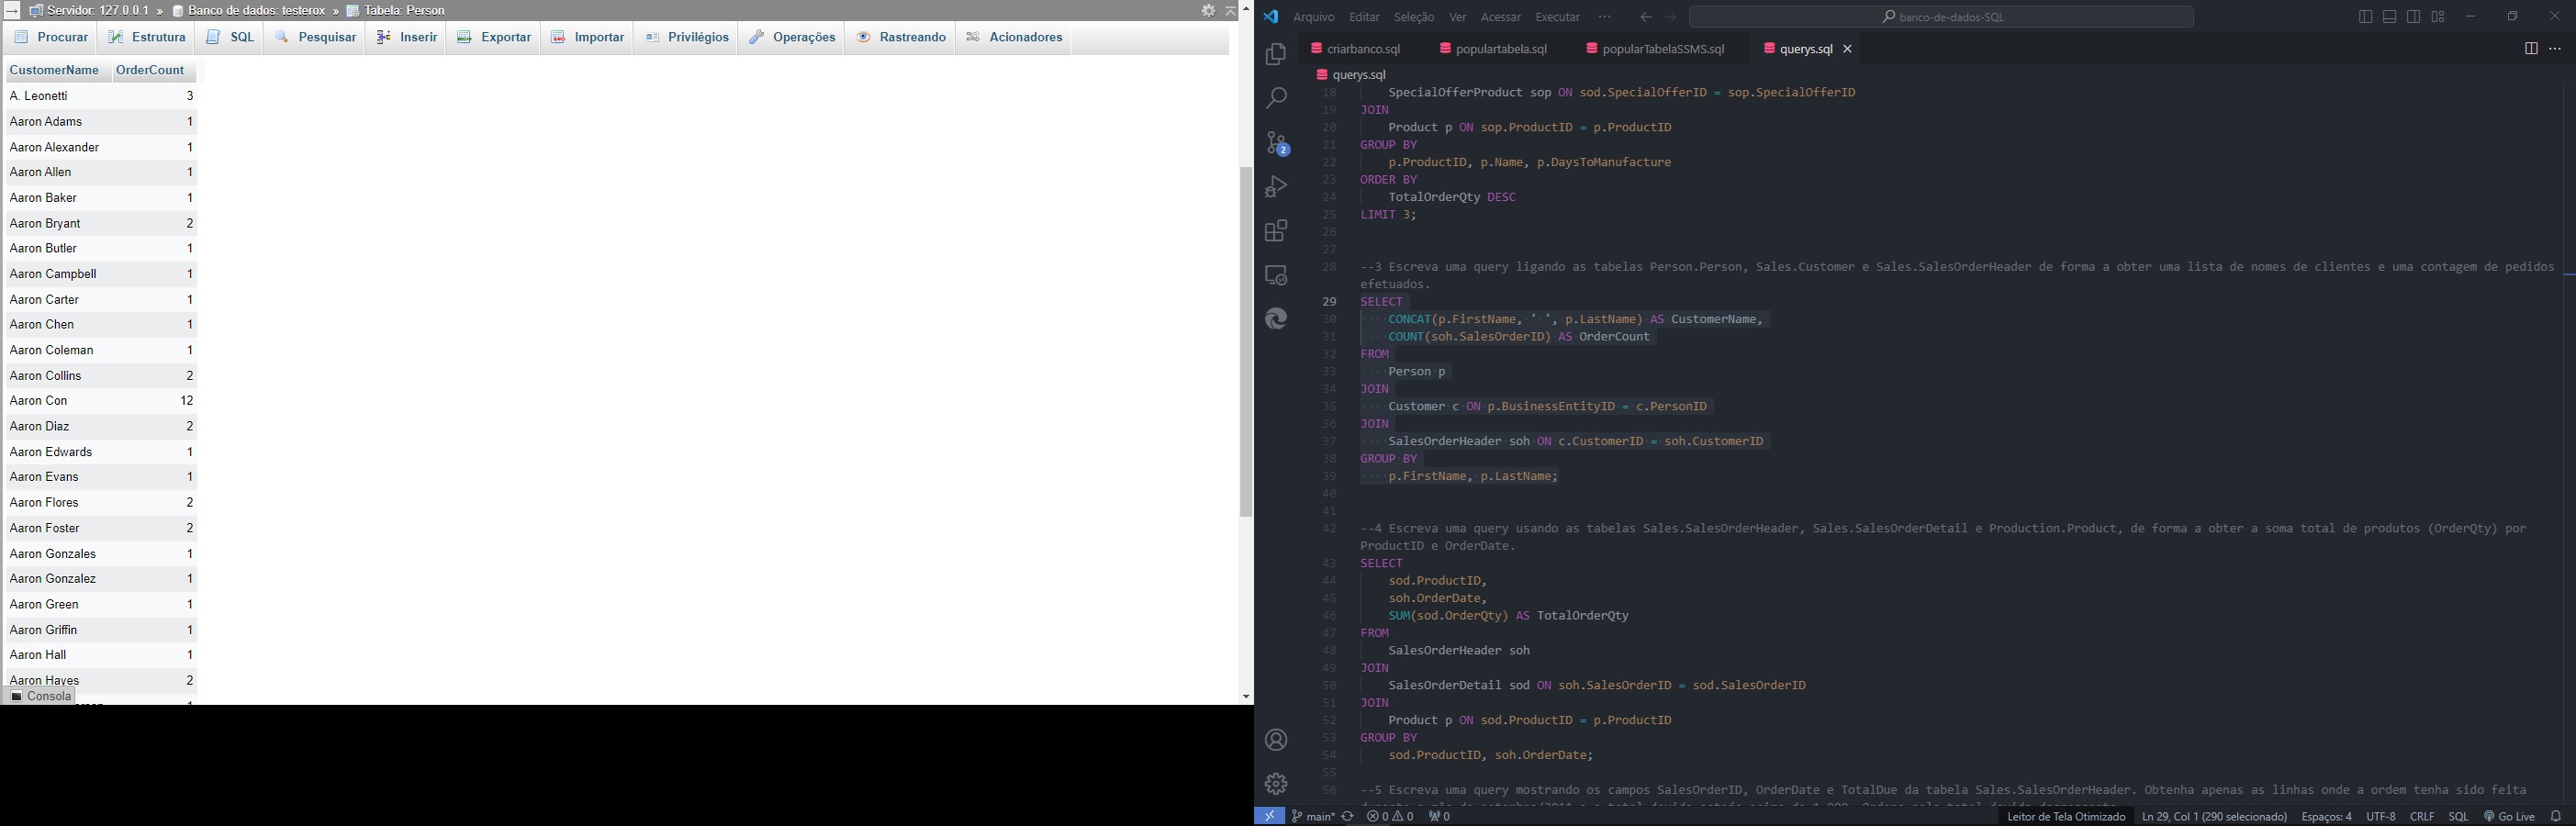 Servidor: 127.0.0.1 » Banco de dados: testerox » Tabela: Person
Procurar Estrutura SQL Pesquisar Inserir Exportar Importar Privilégios Operações Rastreando Acionadores
CustomerName OrderCount
A. Leonetti 3
Aaron Adams 1
Aaron Alexander 1
Aaron Allen 1
Aaron Baker 1
Aaron Bryant 2
Aaron Butler 1
Aaron Campbell 1
Aaron Carter 1
Aaron Chen 1
Aaron Coleman 1
Aaron Collins 2
Aaron Con 12
Aaron Diaz 2
Aaron Edwards 1
Aaron Evans 1
Aaron Flores 2
Aaron Foster 2
Aaron Gonzales 1
Aaron Gonzalez 1
Aaron Green 1
Aaron Griffin 1
Aaron Hall 1
Aaron Hayes 2
Consola
Arquivo Editar Seleção Ver Acessar Executar ··· banco-de-dados-SQL
criarbanco.sql populartabela.sql popularTabelaSSMS.sql querys.sql
querys.sql
18 SpecialOfferProduct sop ON sod.SpecialOfferID = sop.SpecialOfferID
19 JOIN
20 Product p ON sop.ProductID = p.ProductID
21 GROUP BY
22 p.ProductID, p.Name, p.DaysToManufacture
23 ORDER BY
24 TotalOrderQty DESC
25 LIMIT 3;
26
27
28 --3 Escreva uma query ligando as tabelas Person.Person, Sales.Customer e Sales.SalesOrderHeader de forma a obter uma lista de nomes de clientes e uma contagem de pedidos
efetuados.
29 SELECT
30 CONCAT(p.FirstName, ' ', p.LastName) AS CustomerName,
31 COUNT(soh.SalesOrderID) AS OrderCount
32 FROM
33 Person p
34 JOIN
35 Customer c ON p.BusinessEntityID = c.PersonID
36 JOIN
37 SalesOrderHeader soh ON c.CustomerID = soh.CustomerID
38 GROUP BY
39 p.FirstName, p.LastName;
40
41
42 --4 Escreva uma query usando as tabelas Sales.SalesOrderHeader, Sales.SalesOrderDetail e Production.Product, de forma a obter a soma total de produtos (OrderQty) por
ProductID e OrderDate.
43 SELECT
44 sod.ProductID,
45 soh.OrderDate,
46 SUM(sod.OrderQty) AS TotalOrderQty
47 FROM
48 SalesOrderHeader soh
49 JOIN
50 SalesOrderDetail sod ON soh.SalesOrderID = sod.SalesOrderID
51 JOIN
52 Product p ON sod.ProductID = p.ProductID
53 GROUP BY
54 sod.ProductID, soh.OrderDate;
55
56 --5 Escreva uma query mostrando os campos SalesOrderID, OrderDate e TotalDue da tabela Sales.SalesOrderHeader. Obtenha apenas as linhas onde a ordem tenha sido feita
2
main* 0 0 0 Leitor de Tela Otimizado Ln 29, Col 1 (290 selecionado) Espaços: 4 UTF-8 CRLF SQL Go Live